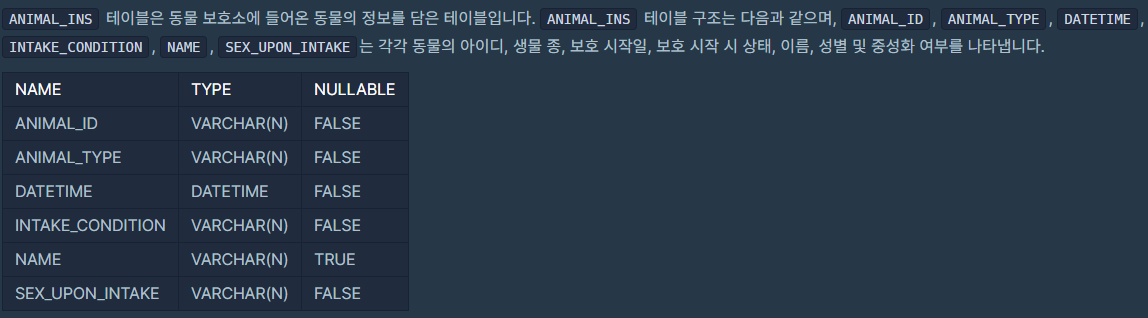 ANIMAL_INS 테이블은 동물 보호소에 들어온 동물의 정보를 담은 테이블입니다. ANIMAL_INS 테이블 구조는 다음과 같으며, ANIMAL_ID , ANIMAL_TYPE , DATETIME ,
INTAKE_CONDITION , NAME , SEX_UPON_INTAKE 는 각각 동물의 아이디, 생물 종, 보호 시작일, 보호 시작 시 상태, 이름, 성별 및 중성화 여부를 나타냅니다.
NAME TYPE NULLABLE
ANIMAL_ID VARCHAR(N) FALSE
ANIMAL_TYPE VARCHAR(N) FALSE
DATETIME DATETIME FALSE
INTAKE_CONDITION VARCHAR(N) FALSE
NAME VARCHAR(N) TRUE
SEX_UPON_INTAKE VARCHAR(N) FALSE